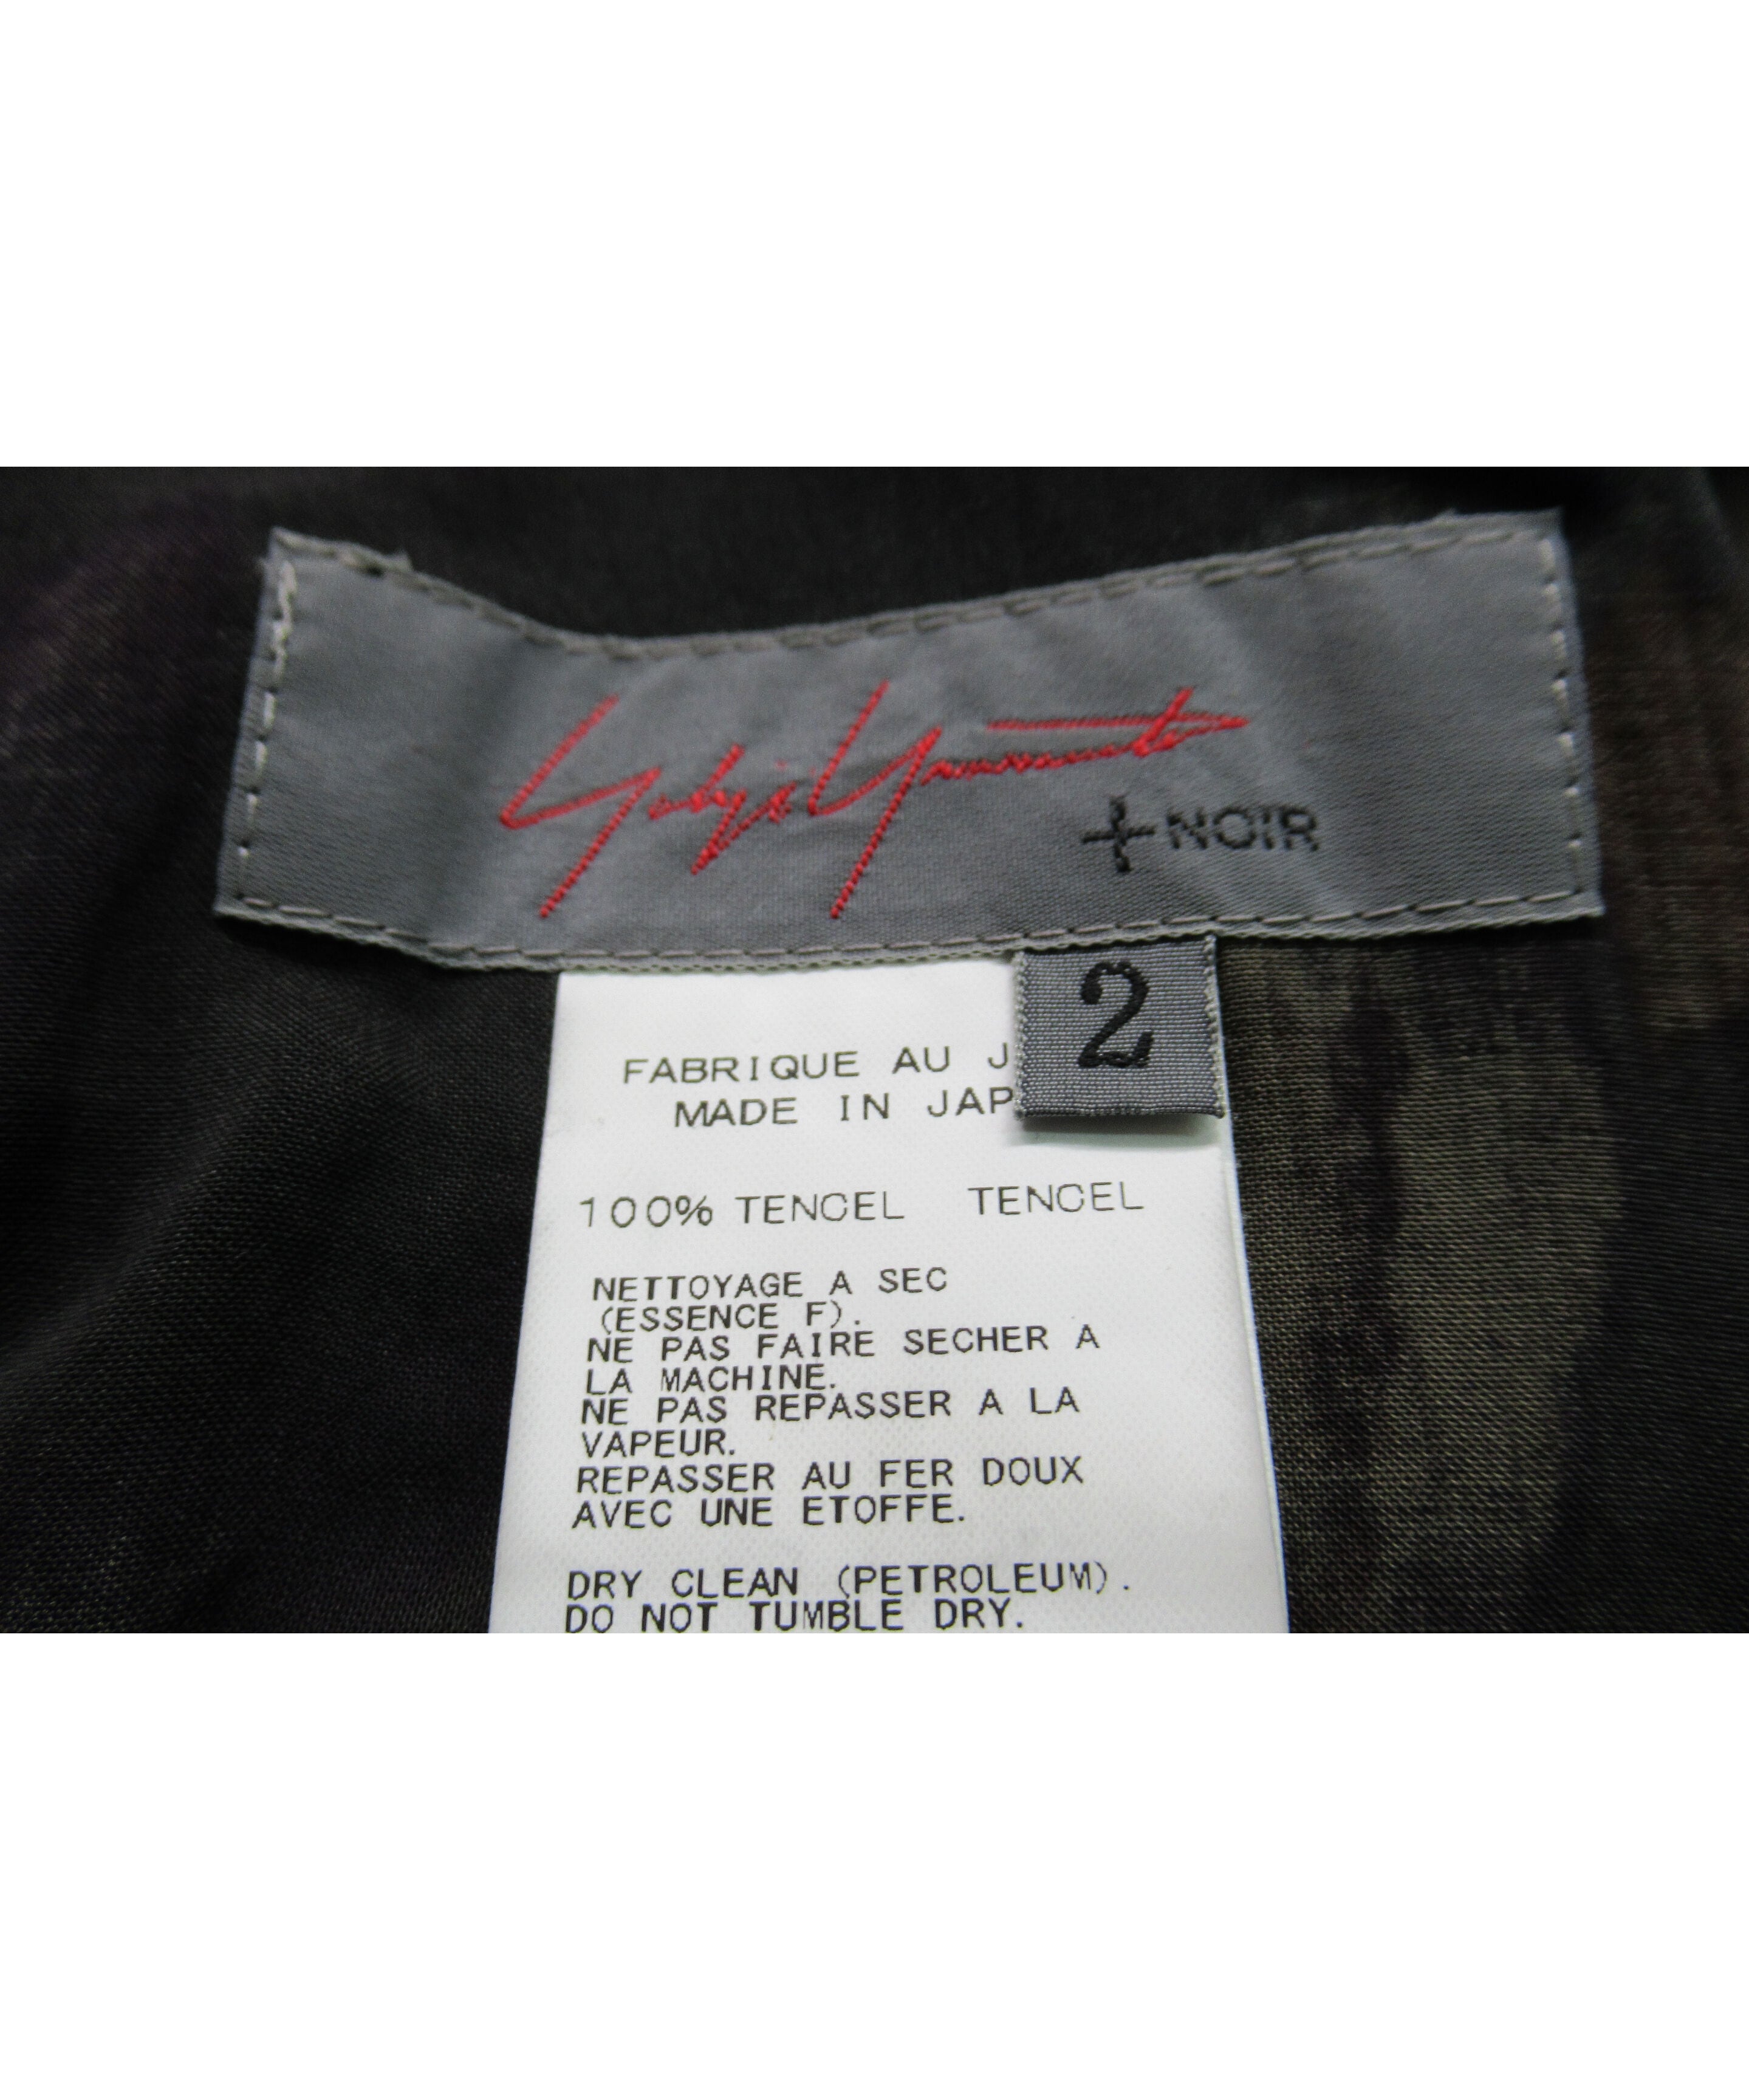 Yohji Yamamoto
+NOIR
2
FABRIQUE AU J
MADE IN JAP
100% TENCEL TENCEL
NETTOYAGE A SEC
(ESSENCE F).
NE PAS FAIRE SECHER A
LA MACHINE.
NE PAS REPASSER A LA
VAPEUR.
REPASSER AU FER DOUX
AVEC UNE ETOFFE.
DRY CLEAN (PETROLEUM).
DO NOT TUMBLE DRY.